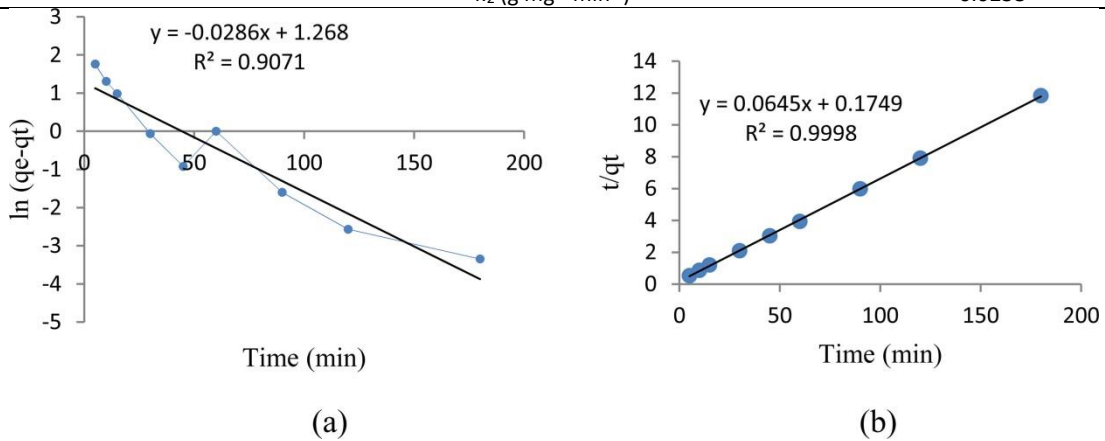 y = -0.0286x + 1.268
R² = 0.9071
3
2
1
0
-1
-2
-3
-4
-5
0
50
100
150
200
ln (qe-qt)
Time (min)
(a)
y = 0.0645x + 0.1749
R² = 0.9998
14
12
10
8
6
4
2
0
0
50
100
150
200
t/qt
Time (min)
(b)